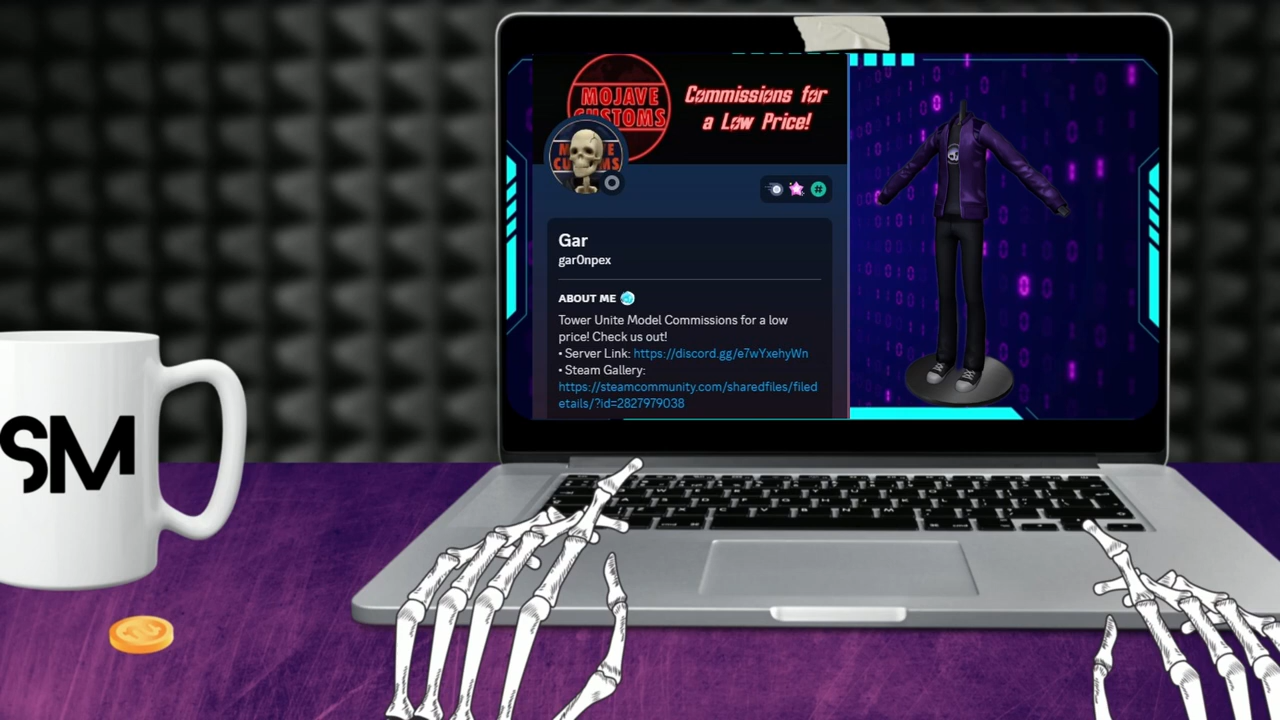 MOJAVE
CUSTOMS
Commissions for
a Low Price!
Gar
gar0npex
ABOUT ME
Tower Unite Model Commissions for a low
price! Check us out!
• Server Link: https://discord.gg/e7wYxehyWn
• Steam Gallery:
https://steamcommunity.com/sharedfiles/filed
etails/?id=2827979038
SM